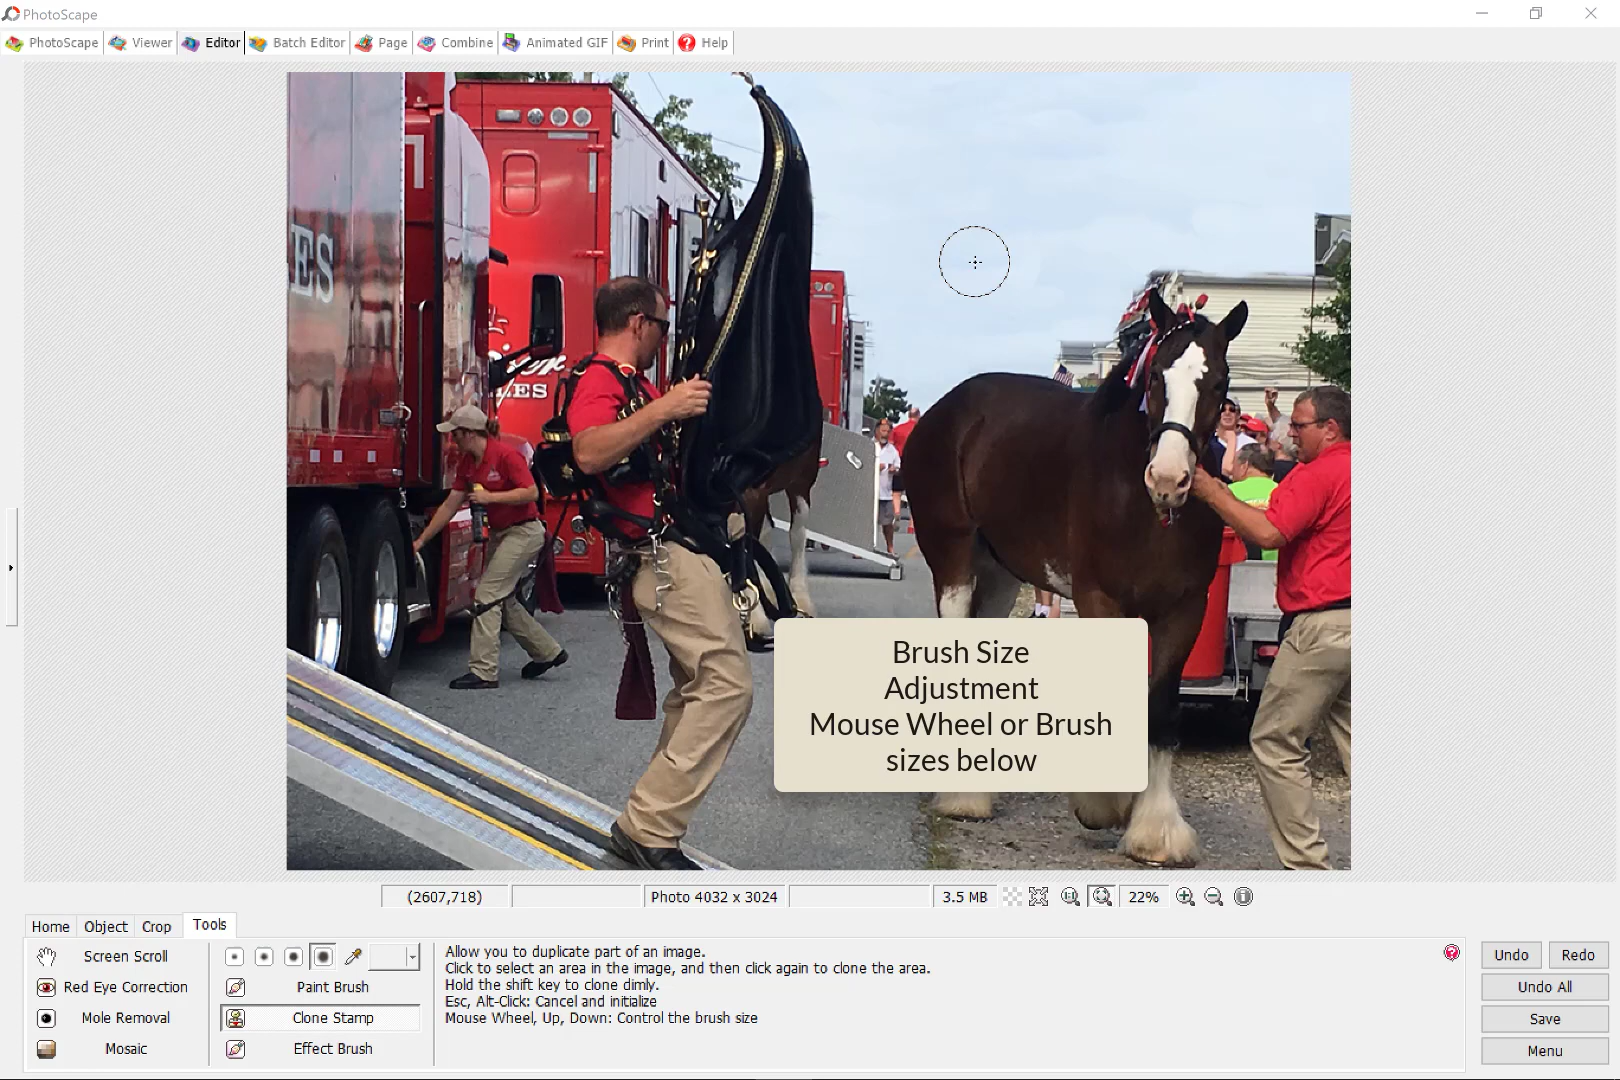 PhotoScape
PhotoScape Viewer Editor Batch Editor Page Combine Animated GIF Print Help
ES
ES
Brush Size
Adjustment
Mouse Wheel or Brush
sizes below
(2607,718) Photo 4032 x 3024 3.5 MB 22%
Home Object Crop Tools
Screen Scroll
Red Eye Correction
Mole Removal
Mosaic
Paint Brush
Clone Stamp
Effect Brush
Allow you to duplicate part of an image.
Click to select an area in the image, and then click again to clone the area.
Hold the shift key to clone dimly.
Esc, Alt-Click: Cancel and initialize
Mouse Wheel, Up, Down: Control the brush size
Undo Redo
Undo All
Save
Menu